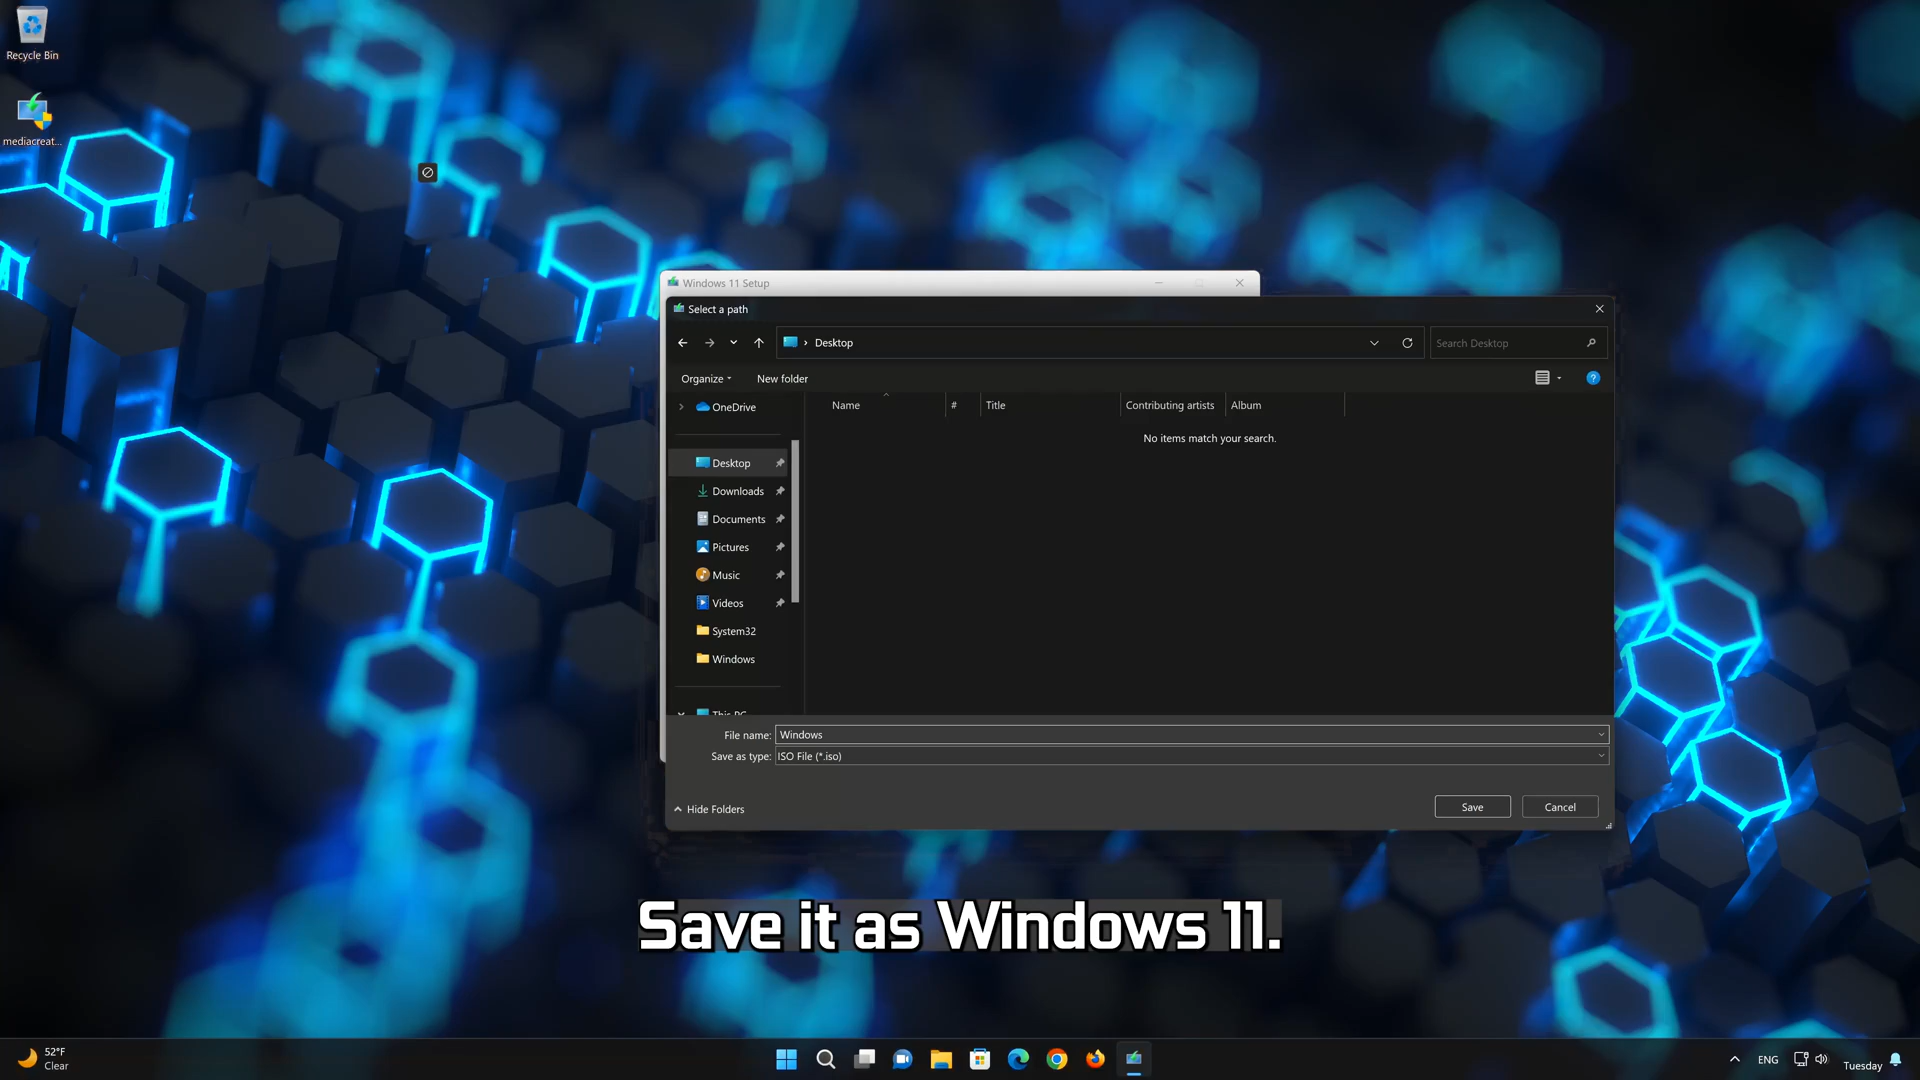 Recycle Bin
mediacreat...
Windows 11 Setup
Select a path
Desktop
Search Desktop
Organize
New folder
OneDrive
Name
#
Title
Contributing artists
Album
No items match your search.
Desktop
Downloads
Documents
Pictures
Music
Videos
System32
Windows
This PC
File name: Windows
Save as type: ISO File (*.iso)
Hide Folders
Save
Cancel
Save it as Windows 11.
52°F
Clear
ENG
Tuesday